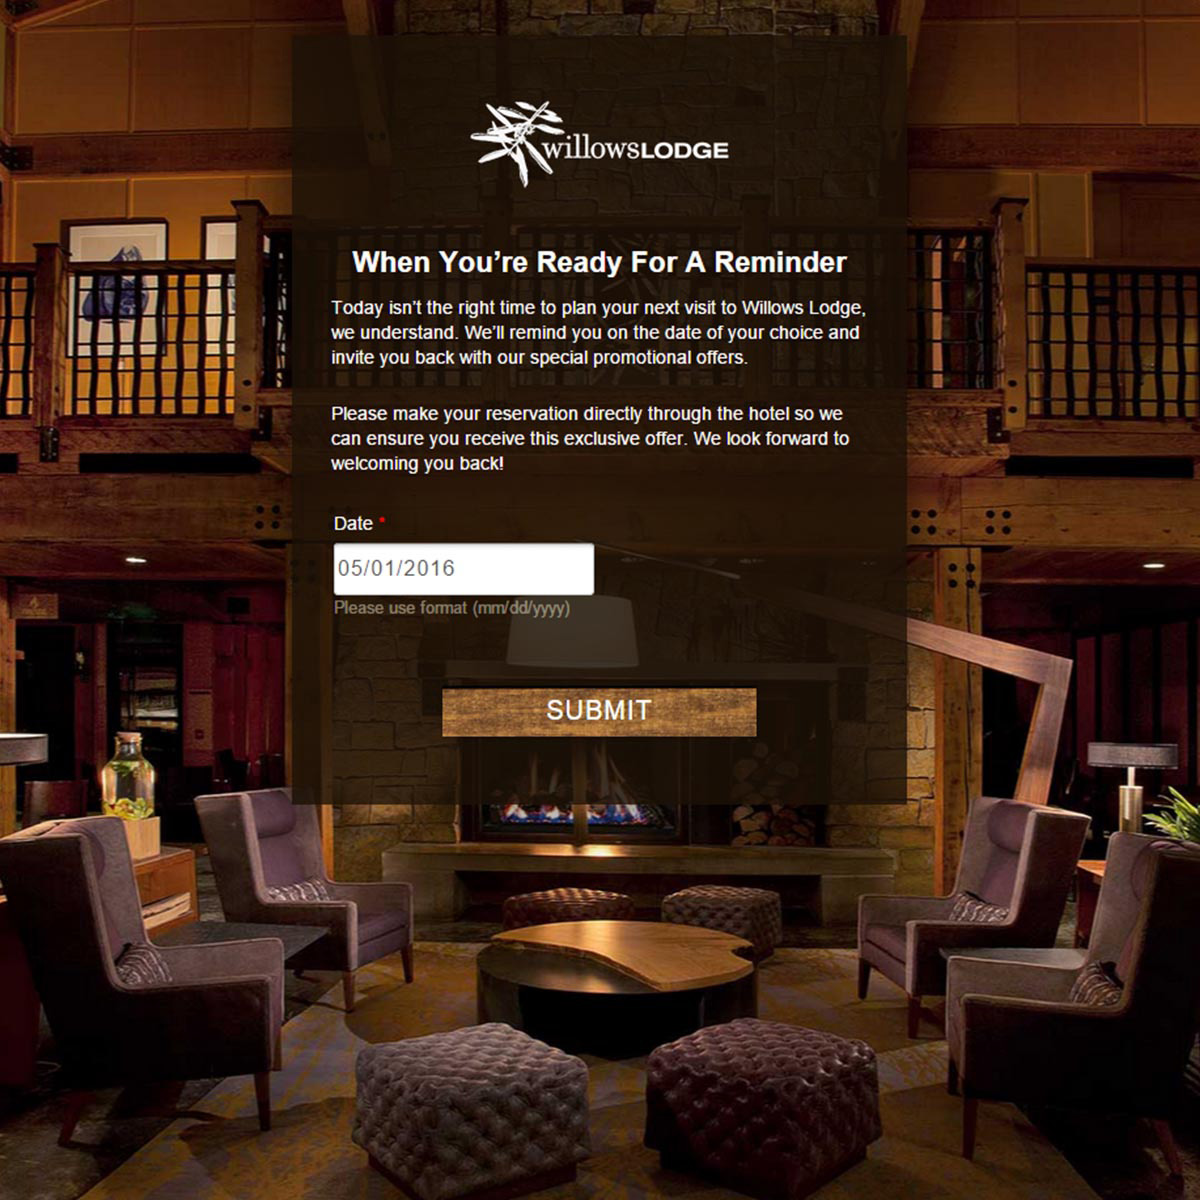 willowsLODGE
When You’re Ready For A Reminder
Today isn’t the right time to plan your next visit to Willows Lodge,
we understand. We’ll remind you on the date of your choice and
invite you back with our special promotional offers.
Please make your reservation directly through the hotel so we
can ensure you receive this exclusive offer. We look forward to
welcoming you back!
Date *
05/01/2016
Please use format (mm/dd/yyyy)
SUBMIT